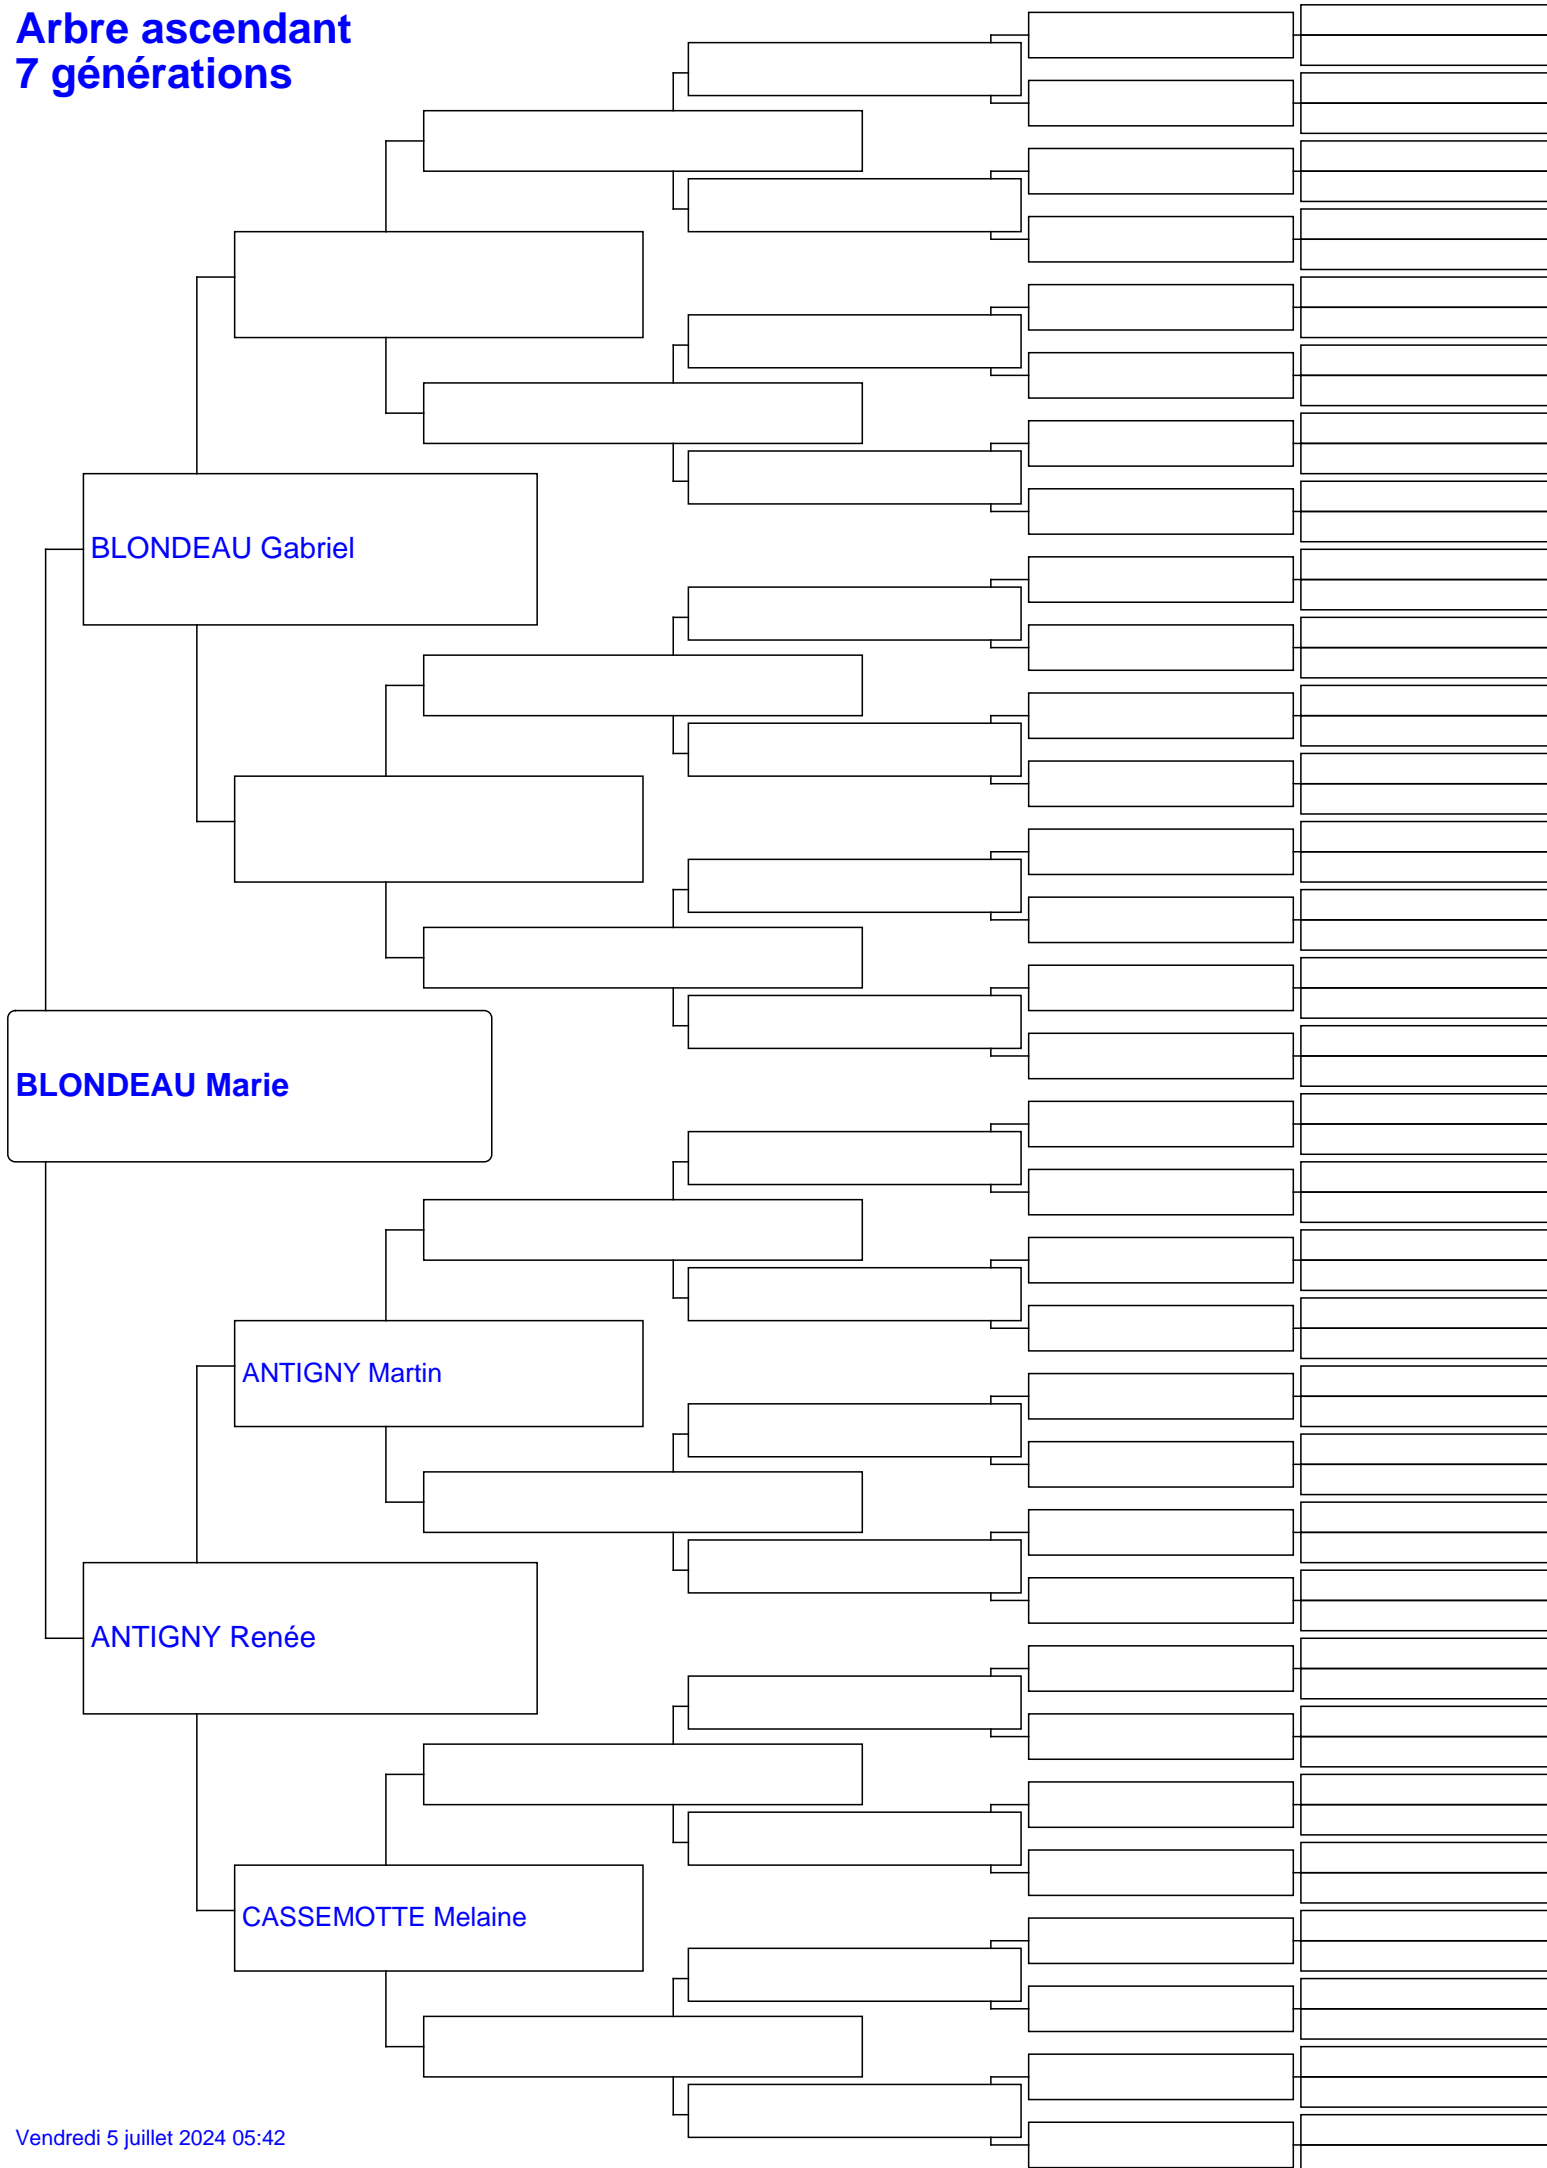 Arbre ascendant
7 générations
BLONDEAU Gabriel
BLONDEAU Marie
ANTIGNY Martin
ANTIGNY Renée
CASSEMOTTE Melaine
Vendredi 5 juillet 2024 05:42